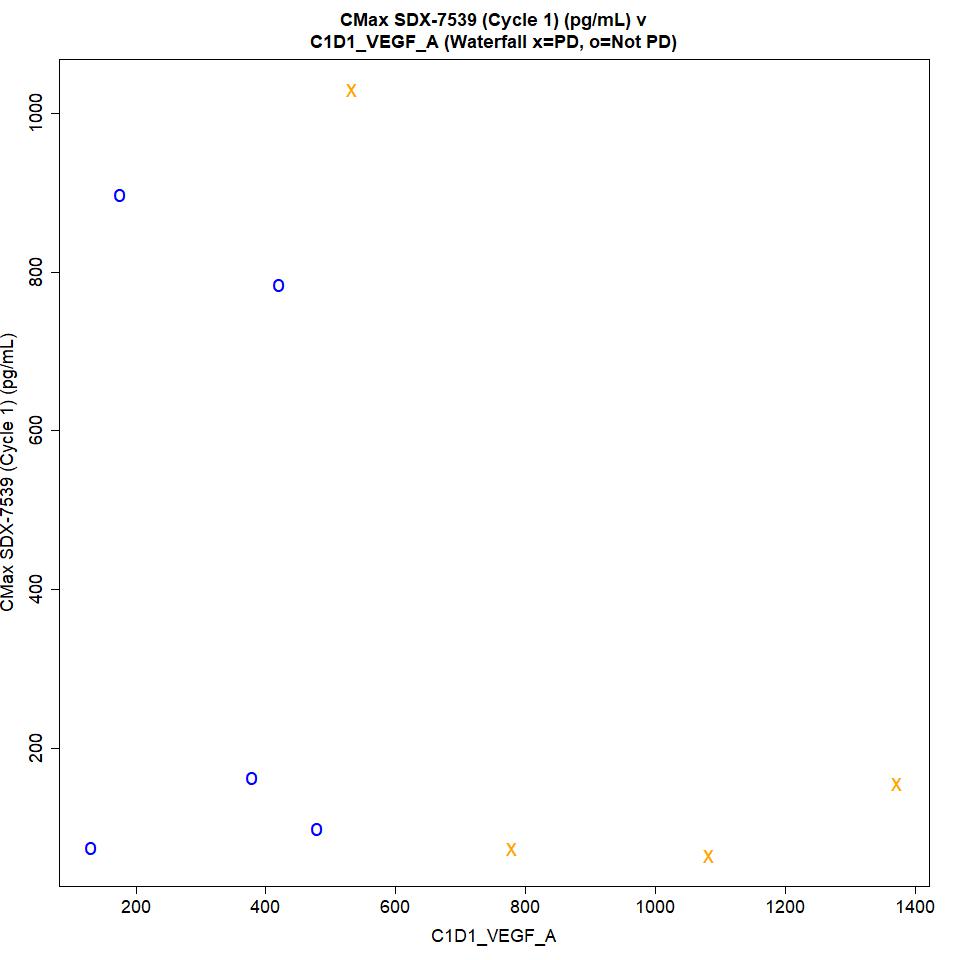 CMax SDX-7539 (Cycle 1) (pg/mL) v
C1D1_VEGF_A (Waterfall x=PD, o=Not PD)
CMax SDX-7539 (Cycle 1) (pg/mL)
1000
800
600
400
200
X
O
O
O
X
O
X
O
X
200 400 600 800 1000 1200 1400
C1D1_VEGF_A